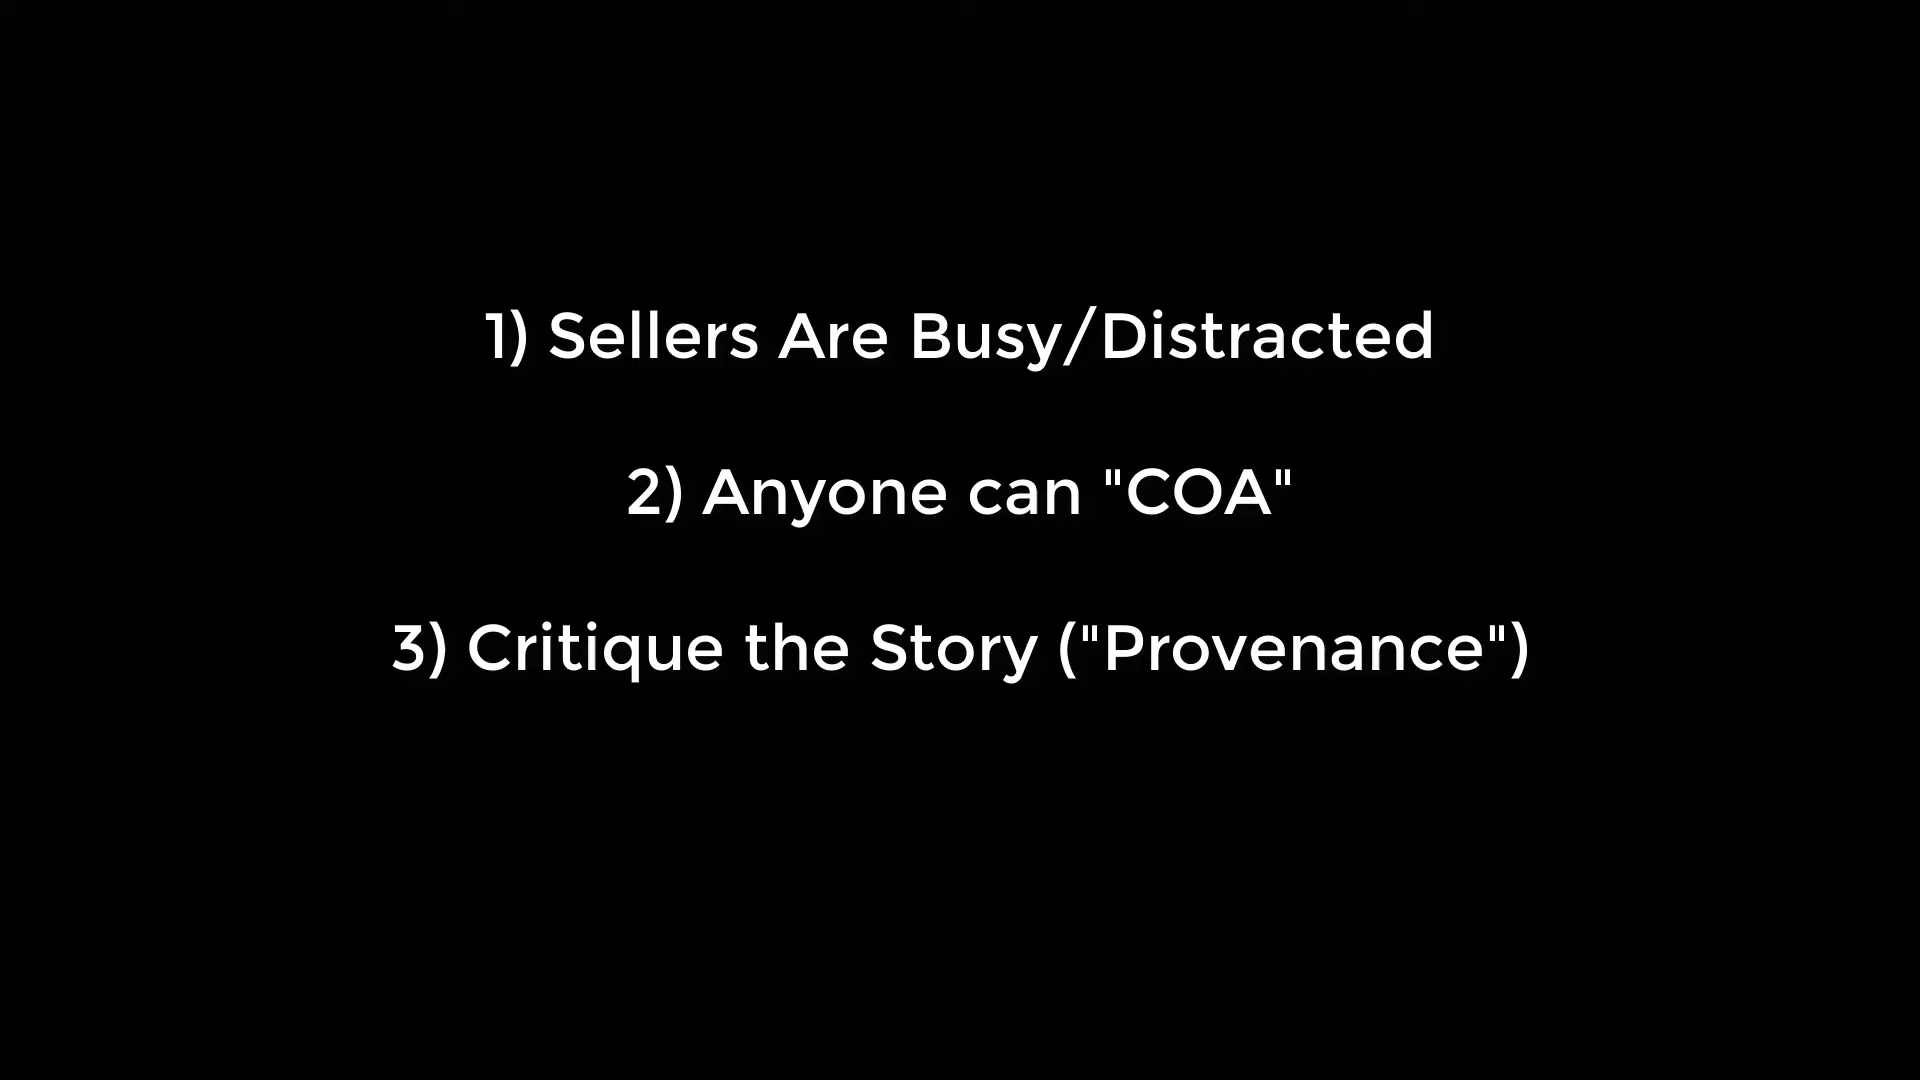 1) Sellers Are Busy/Distracted
2) Anyone can "COA"
3) Critique the Story ("Provenance")